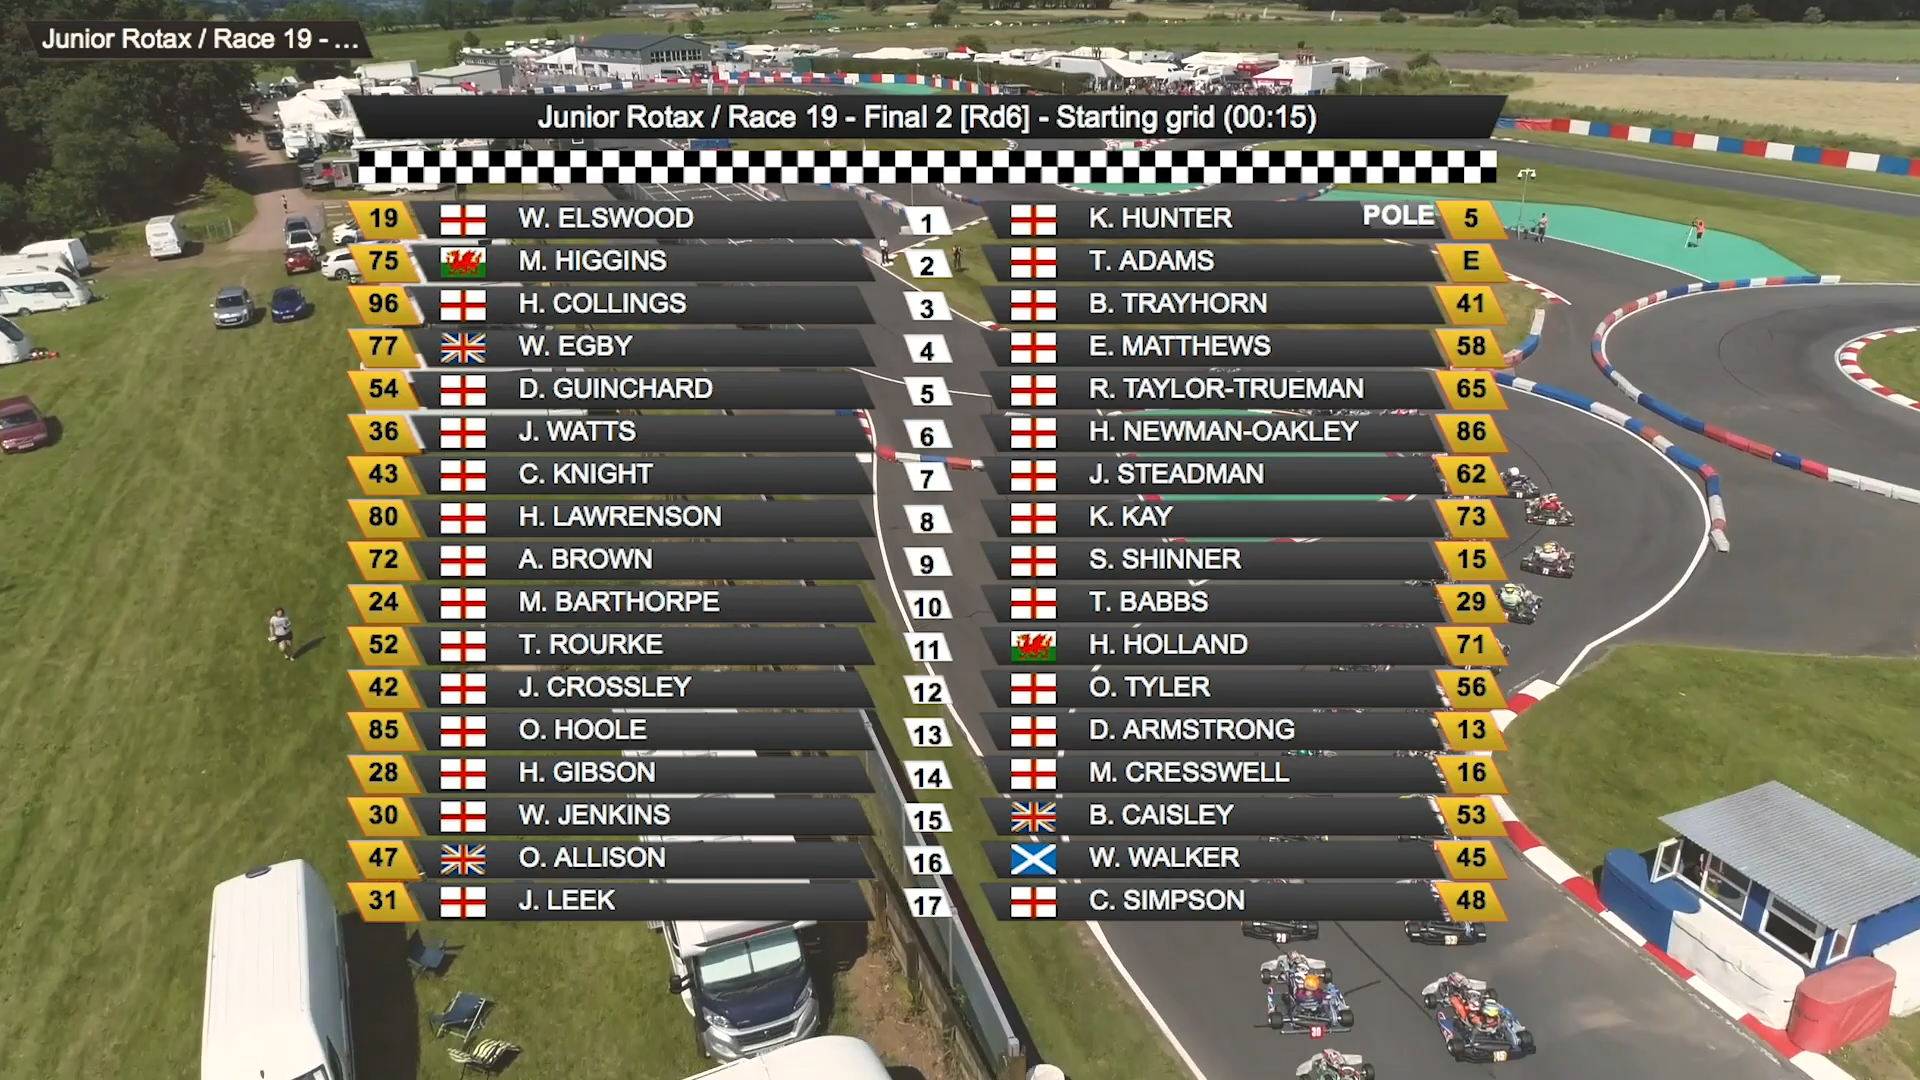 Junior Rotax / Race 19 - ...
Junior Rotax / Race 19 - Final 2 [Rd6] - Starting grid (00:15)
19 W. ELSWOOD 1 K. HUNTER POLE 5
75 M. HIGGINS 2 T. ADAMS E
96 H. COLLINGS 3 B. TRAYHORN 41
77 W. EGBY 4 E. MATTHEWS 58
54 D. GUINCHARD 5 R. TAYLOR-TRUEMAN 65
36 J. WATTS 6 H. NEWMAN-OAKLEY 86
43 C. KNIGHT 7 J. STEADMAN 62
80 H. LAWRENSON 8 K. KAY 73
72 A. BROWN 9 S. SHINNER 15
24 M. BARTHORPE 10 T. BABBS 29
52 T. ROURKE 11 H. HOLLAND 71
42 J. CROSSLEY 12 O. TYLER 56
85 O. HOOLE 13 D. ARMSTRONG 13
28 H. GIBSON 14 M. CRESSWELL 16
30 W. JENKINS 15 B. CAISLEY 53
47 O. ALLISON 16 W. WALKER 45
31 J. LEEK 17 C. SIMPSON 48